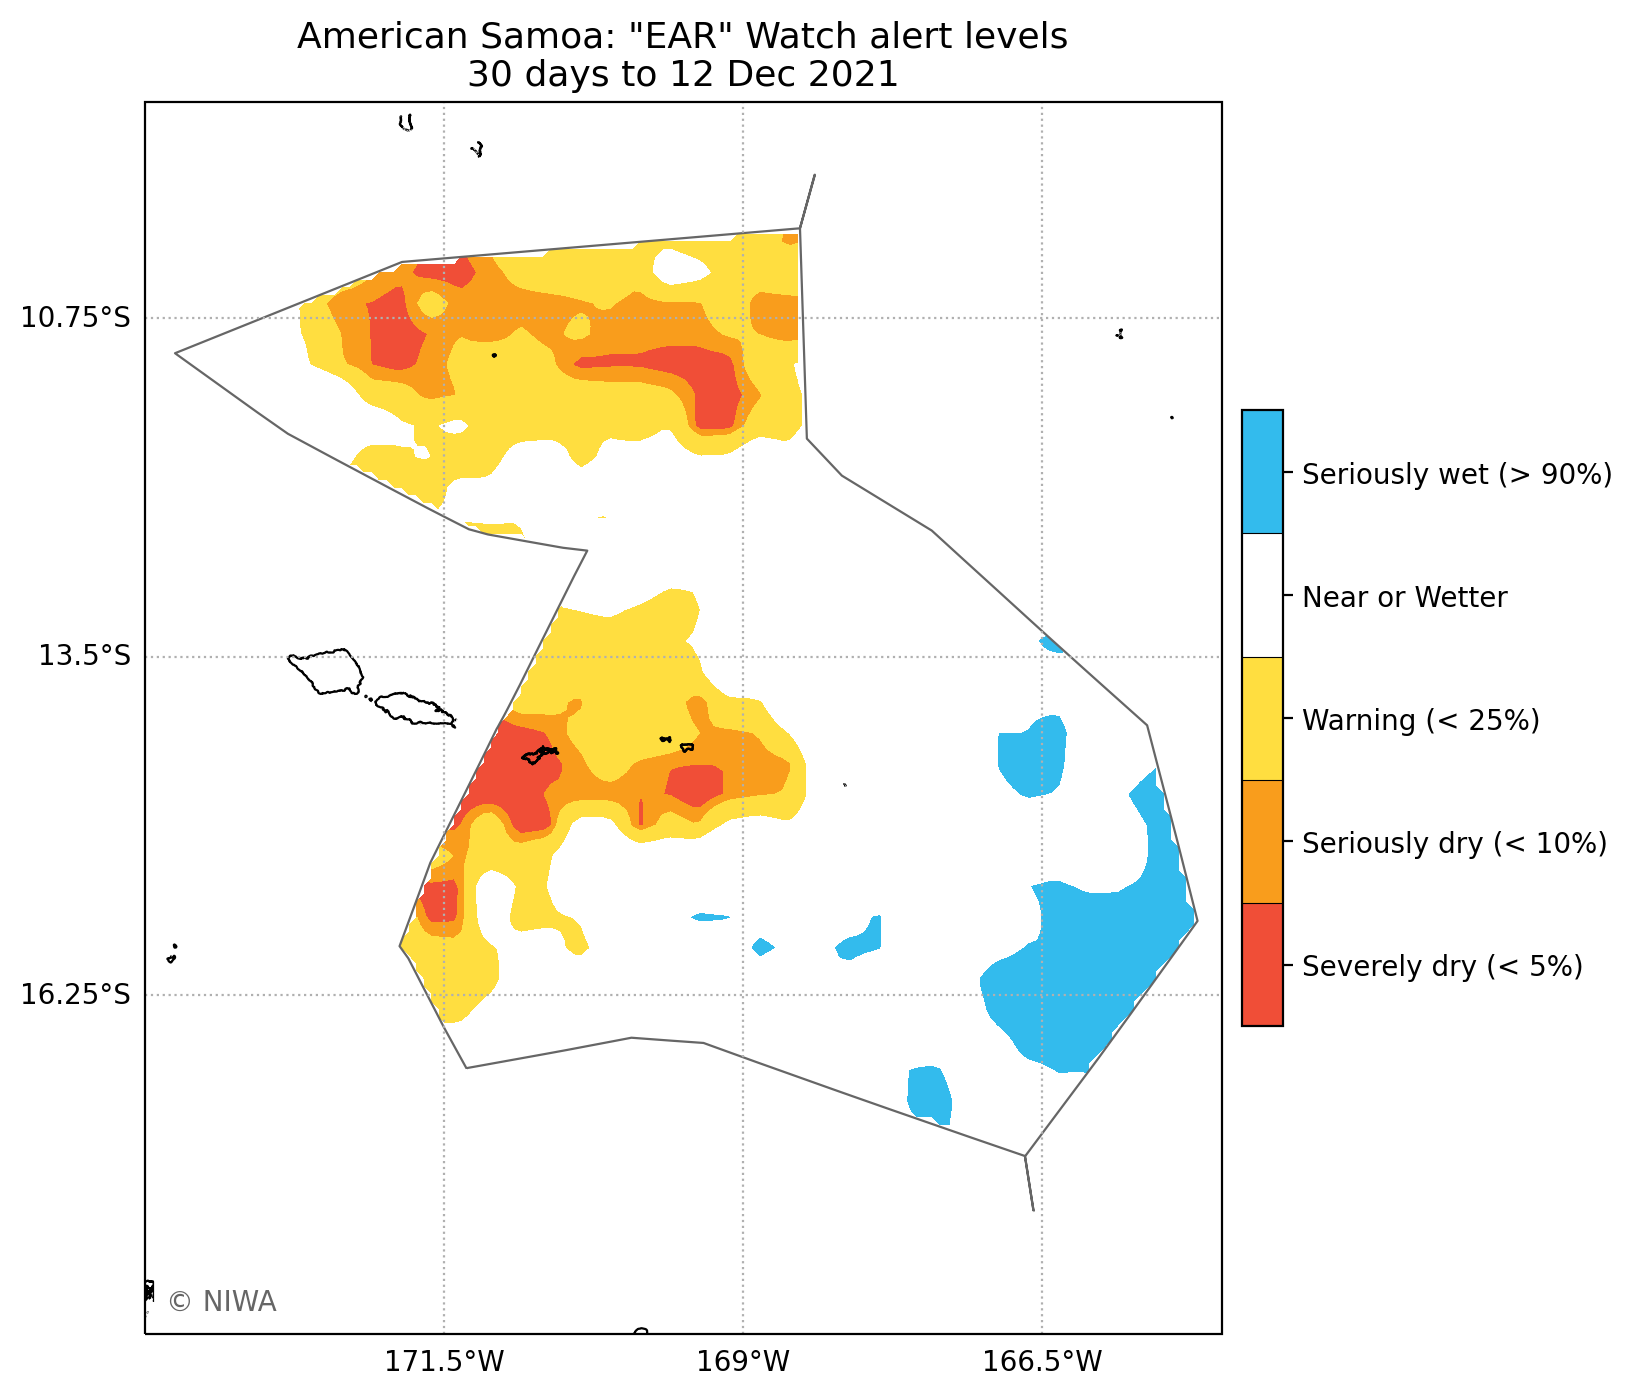 American Samoa: "EAR" Watch alert levels
30 days to 12 Dec 2021
10.75°S
13.5°S
16.25°S
171.5°W
169°W
166.5°W
Seriously wet (> 90%)
Near or Wetter
Warning (< 25%)
Seriously dry (< 10%)
Severely dry (< 5%)
© NIWA